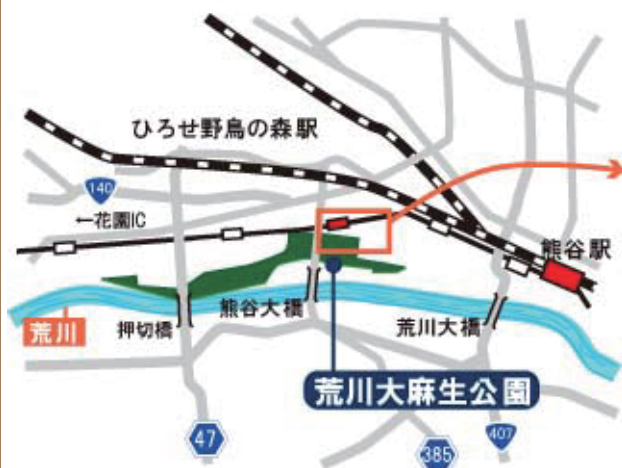 ひろせ野鳥の森駅
140
←花園IC
熊谷駅
荒川
押切橋
熊谷大橋
荒川大橋
荒川大麻生公園
47
385
407